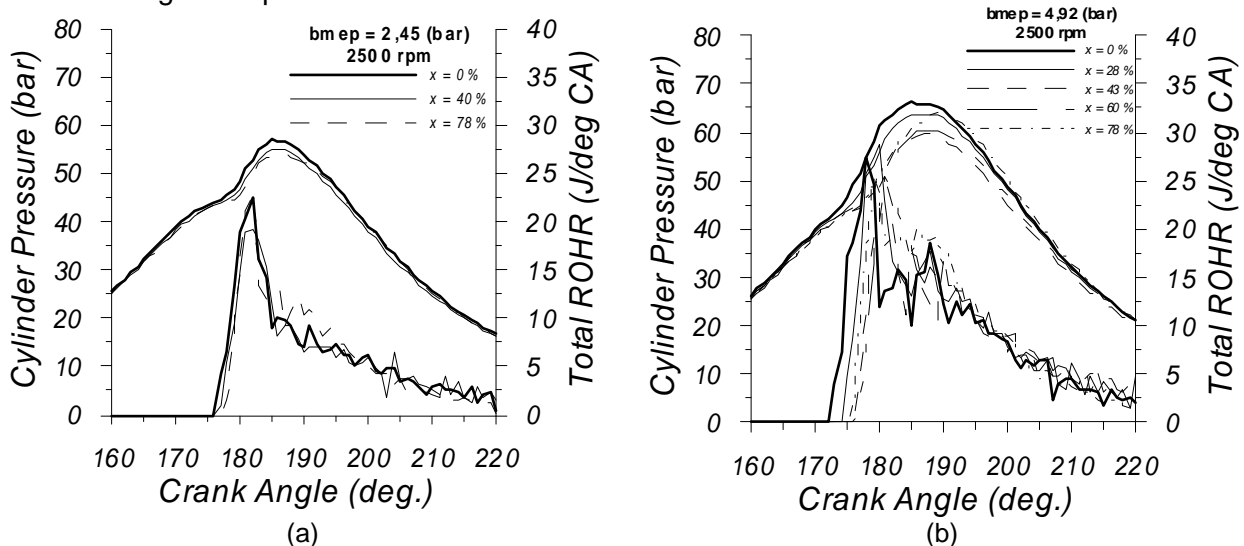 bmep = 2,45 (bar)
2500 rpm
x = 0 %
x = 40 %
x = 78 %
Cylinder Pressure (bar)
80
70
60
50
40
30
20
10
0
Total ROHR (J/deg CA)
40
35
30
25
20
15
10
5
0
160 170 180 190 200 210 220
Crank Angle (deg.)
(a)
bmep = 4,92 (bar)
2500 rpm
x = 0 %
x = 28 %
x = 43 %
x = 60 %
x = 78 %
Cylinder Pressure (bar)
80
70
60
50
40
30
20
10
0
Total ROHR (J/deg CA)
40
35
30
25
20
15
10
5
0
160 170 180 190 200 210 220
Crank Angle (deg.)
(b)